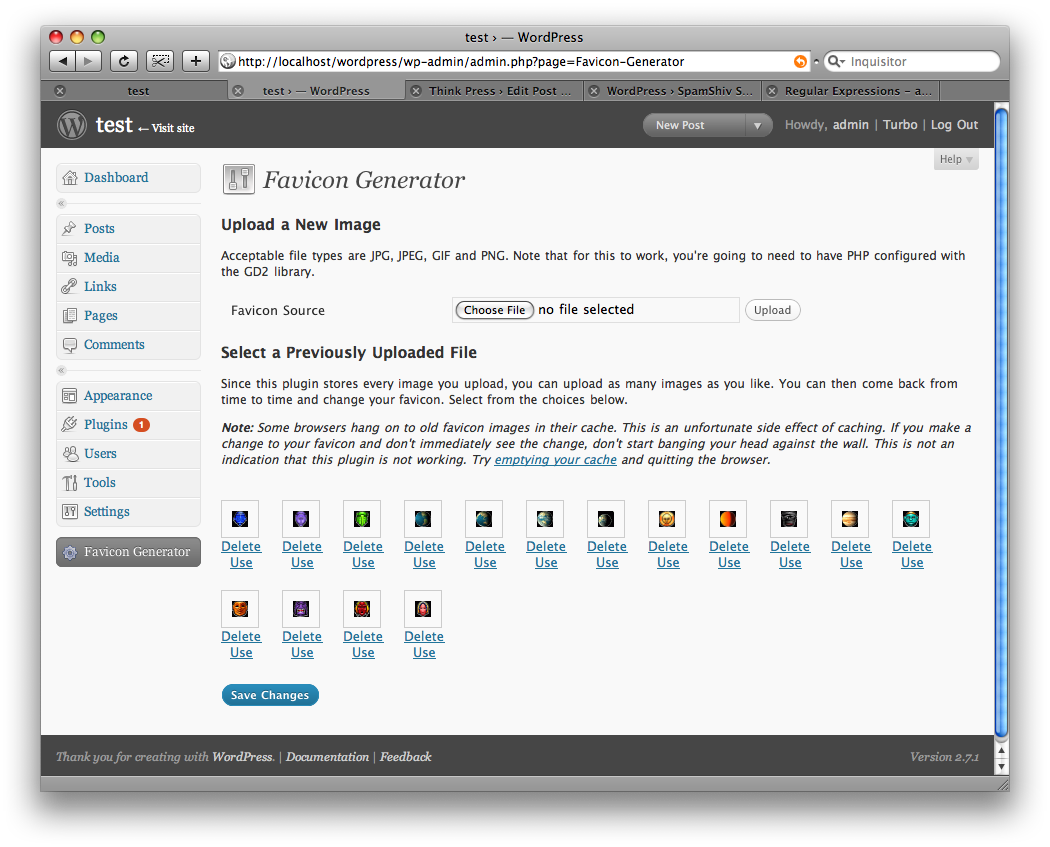 test › — WordPress
http://localhost/wordpress/wp-admin/admin.php?page=Favicon-Generator
Inquisitor
test
test › — WordPress
Think Press › Edit Post ...
WordPress › SpamShiv S...
Regular Expressions – a...
test ← Visit site
New Post
Howdy, admin | Turbo | Log Out
Help
Dashboard
Posts
Media
Links
Pages
Comments
Appearance
Plugins 1
Users
Tools
Settings
Favicon Generator
Favicon Generator
Upload a New Image
Acceptable file types are JPG, JPEG, GIF and PNG. Note that for this to work, you're going to need to have PHP configured with
the GD2 library.
Favicon Source
Choose File no file selected
Upload
Select a Previously Uploaded File
Since this plugin stores every image you upload, you can upload as many images as you like. You can then come back from
time to time and change your favicon. Select from the choices below.
Note: Some browsers hang on to old favicon images in their cache. This is an unfortunate side effect of caching. If you make a
change to your favicon and don't immediately see the change, don't start banging your head against the wall. This is not an
indication that this plugin is not working. Try emptying your cache and quitting the browser.
Delete Delete Delete Delete Delete Delete Delete Delete Delete Delete Delete Delete
Use Use Use Use Use Use Use Use Use Use Use Use
Delete Delete Delete Delete
Use Use Use Use
Save Changes
Thank you for creating with WordPress. | Documentation | Feedback
Version 2.7.1